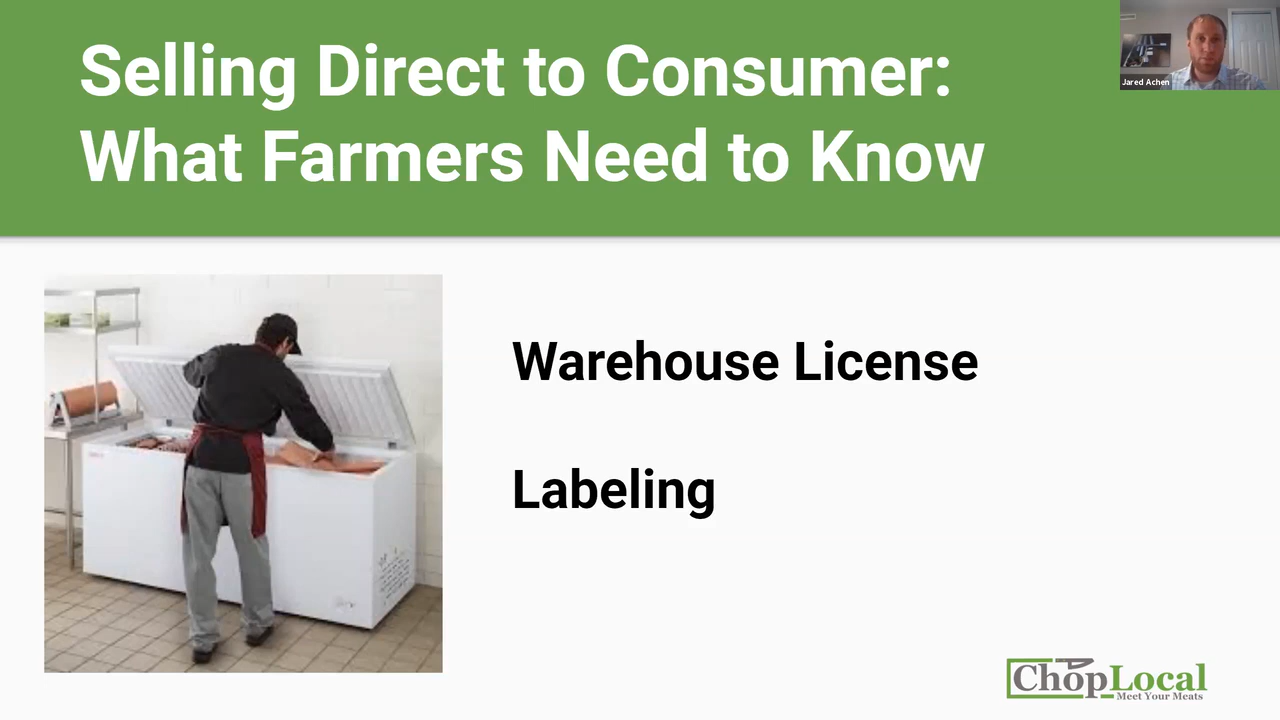 Selling Direct to Consumer:
What Farmers Need to Know
Jared Achen
Warehouse License
Labeling
ChopLocal
Meet Your Meats